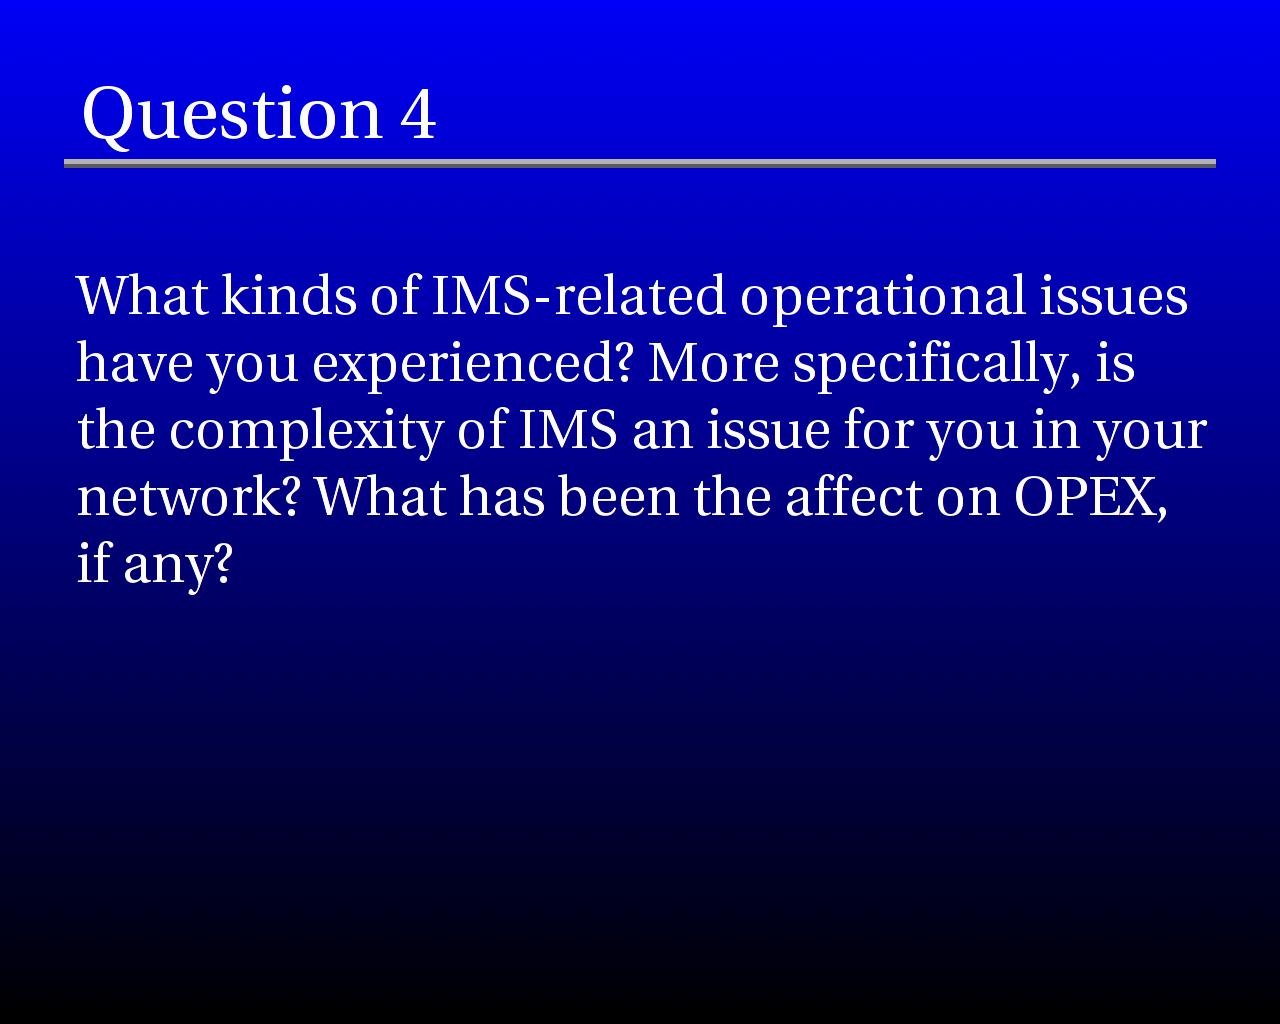 Question 4
What kinds of IMS-related operational issues
have you experienced? More specifically, is
the complexity of IMS an issue for you in your
network? What has been the affect on OPEX,
if any?